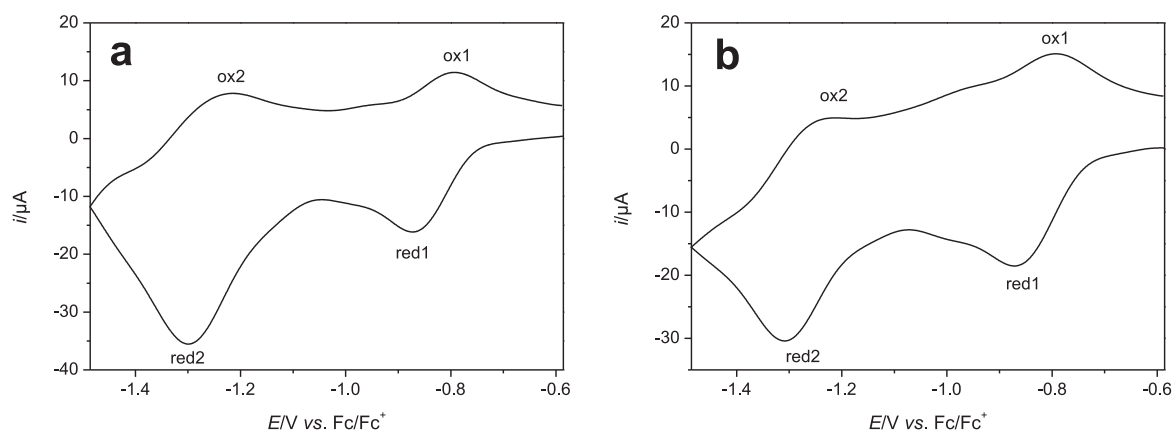 a
20
10
0
-10
-20
-30
-40
i/µA
ox2
ox1
red1
red2
-1.4 -1.2 -1.0 -0.8 -0.6
E/V vs. Fc/Fc⁺
b
20
10
0
-10
-20
-30
i/µA
ox2
ox1
red1
red2
-1.4 -1.2 -1.0 -0.8 -0.6
E/V vs. Fc/Fc⁺